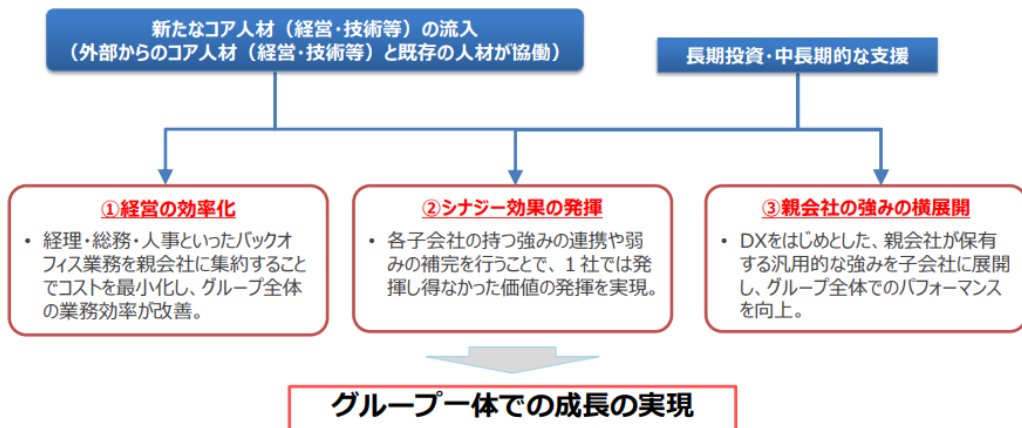 新たなコア人材（経営・技術等）の流入
（外部からのコア人材（経営・技術等）と既存の人材が協働）
長期投資・中長期的な支援
①経営の効率化
• 経理・総務・人事といったバックオ
フィス業務を親会社に集約すること
でコストを最小化し、グループ全体
の業務効率が改善。
②シナジー効果の発揮
• 各子会社の持つ強みの連携や弱
みの補完を行うことで、１社では発
揮し得なかった価値の発揮を実現。
③親会社の強みの横展開
• DXをはじめとした、親会社が保有
する汎用的な強みを子会社に展開
し、グループ全体でのパフォーマンス
を向上。
グループ一体での成長の実現